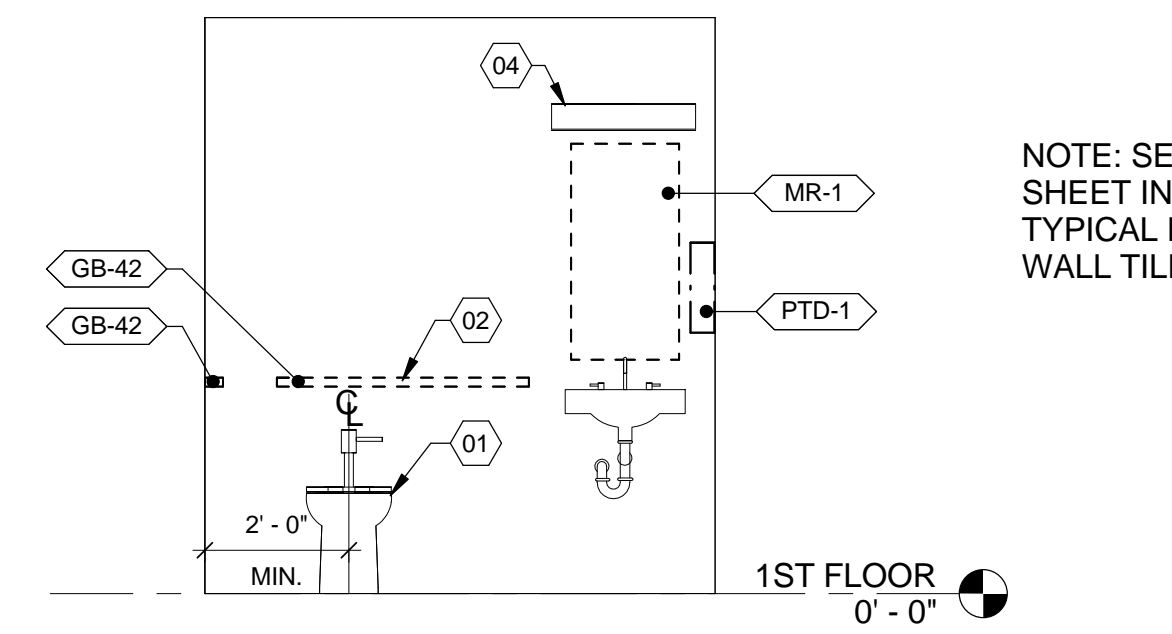 04
NOTE: SE
SHEET IN
TYPICAL
WALL TIL
MR-1
GB-42
PTD-1
GB-42
02
CL
01
2' - 0"
MIN.
1ST FLOOR
0' - 0"